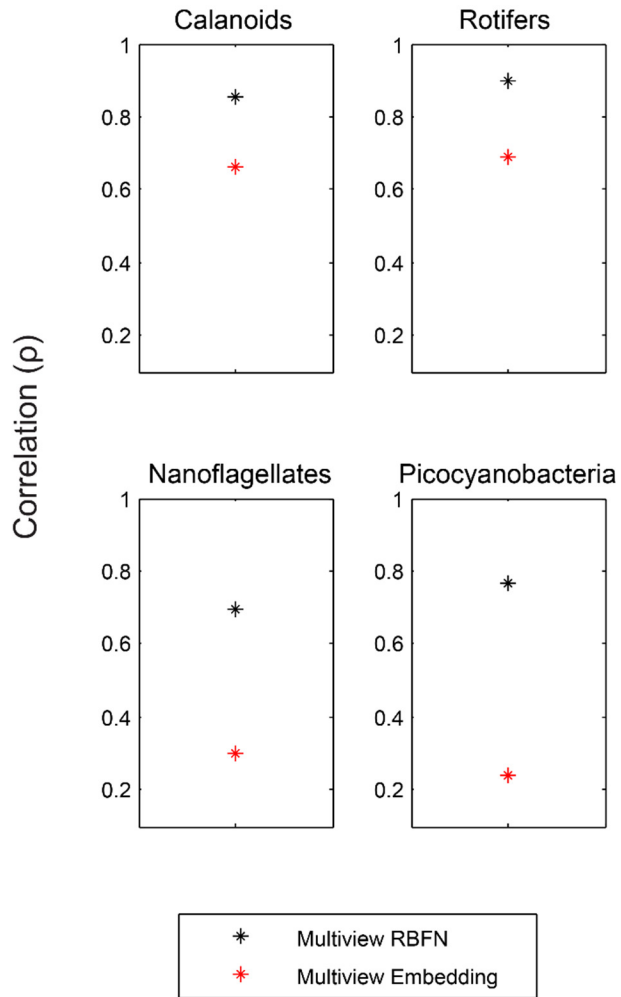 Calanoids
Rotifers
1
0.8
0.6
0.4
0.2
1
0.8
0.6
0.4
0.2
Correlation (ρ)
Nanoflagellates
Picocyanobacteria
1
0.8
0.6
0.4
0.2
1
0.8
0.6
0.4
0.2
Multiview RBFN
Multiview Embedding